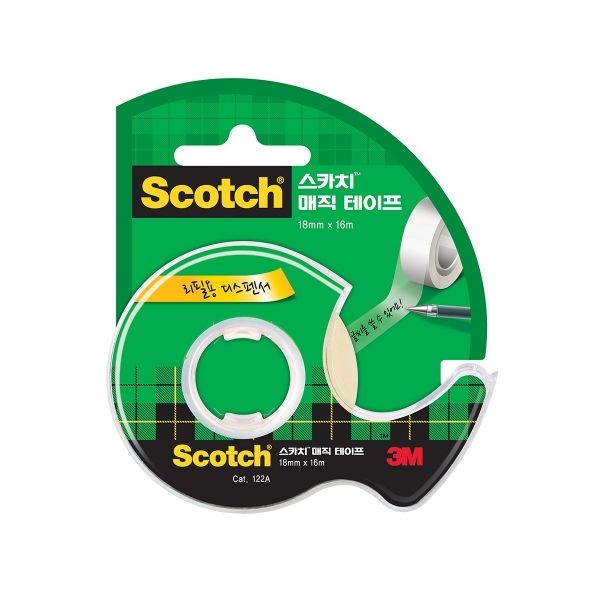 Scotch®
스카치™
매직 테이프
18mm x 16m
리필용 디스펜서
글씨를 쓸 수 있어요!
Scotch
스카치™ 매직 테이프
18mm x 16m
Cat. 122A
™
3M